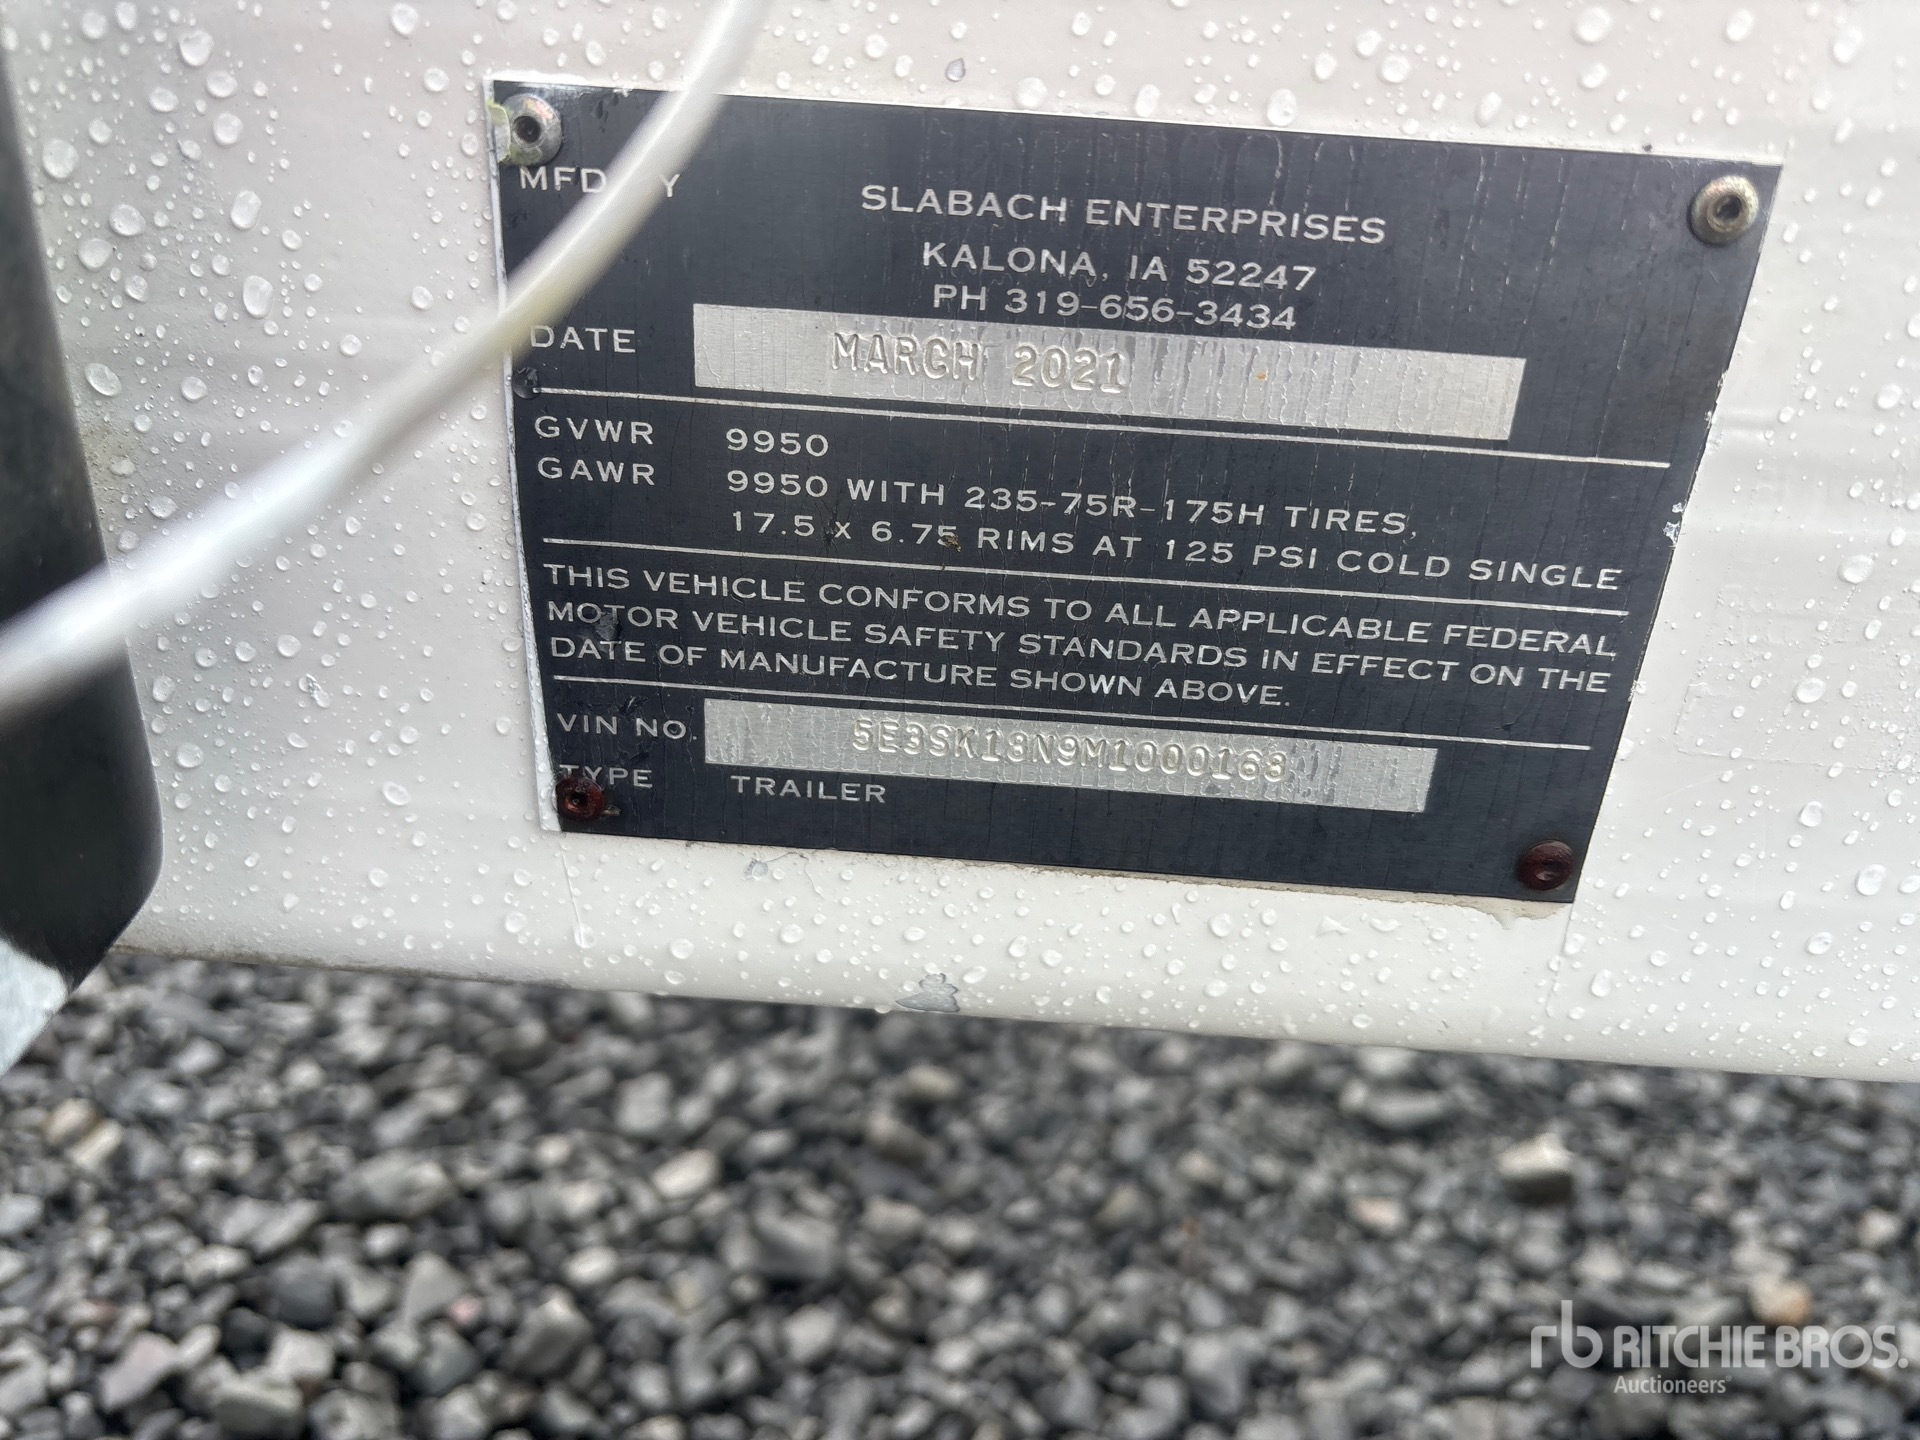 MFD Y
SLABACH ENTERPRISES
KALONA, IA 52247
PH 319-656-3434
DATE MARCH 2021
GVWR 9950
GAWR 9950 WITH 235-75R-175H TIRES,
17.5 x 6.75 RIMS AT 125 PSI COLD SINGLE
THIS VEHICLE CONFORMS TO ALL APPLICABLE FEDERAL
MOTOR VEHICLE SAFETY STANDARDS IN EFFECT ON THE
DATE OF MANUFACTURE SHOWN ABOVE.
VIN NO. 5E3SK18N9M1000168
TYPE TRAILER
rb RITCHIE BROS.
Auctioneers